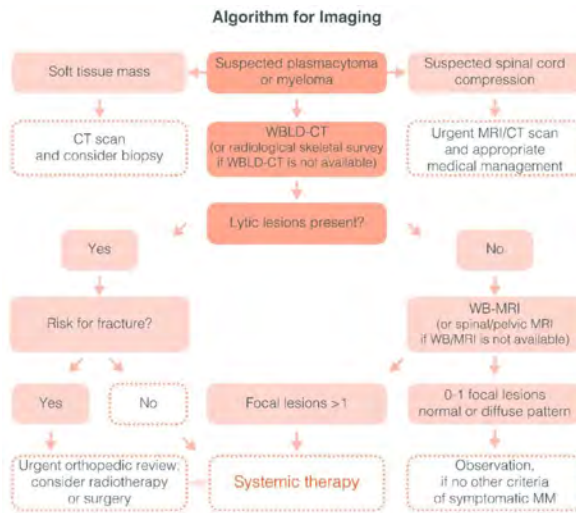 Algorithm for Imaging
Soft tissue mass
Suspected plasmacytoma
or myeloma
Suspected spinal cord
compression
CT scan
and consider biopsy
WBLD-CT
(or radiological skeletal survey
if WBLD-CT is not available)
Urgent MRI/CT scan
and appropriate
medical management
Lytic lesions present?
Yes
No
Risk for fracture?
WB-MRI
(or spinal/pelvic MRI
if WB/MRI is not available)
Yes
No
Focal lesions >1
0-1 focal lesions
normal or diffuse pattern
Urgent orthopedic review;
consider radiotherapy
or surgery
Systemic therapy
Observation,
if no other criteria
of symptomatic MM